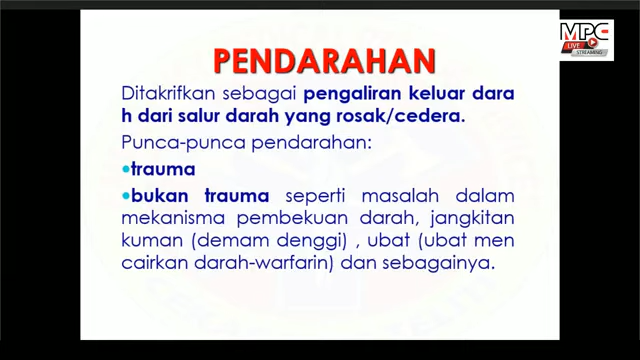 MPC
LIVE
STREAMING
PENDARAHAN
Ditakrifkan sebagai pengaliran keluar dara
h dari salur darah yang rosak/cedera.
Punca-punca pendarahan:
•trauma
•bukan trauma seperti masalah dalam
mekanisma pembekuan darah, jangkitan
kuman (demam denggi) , ubat (ubat men
cairkan darah-warfarin) dan sebagainya.